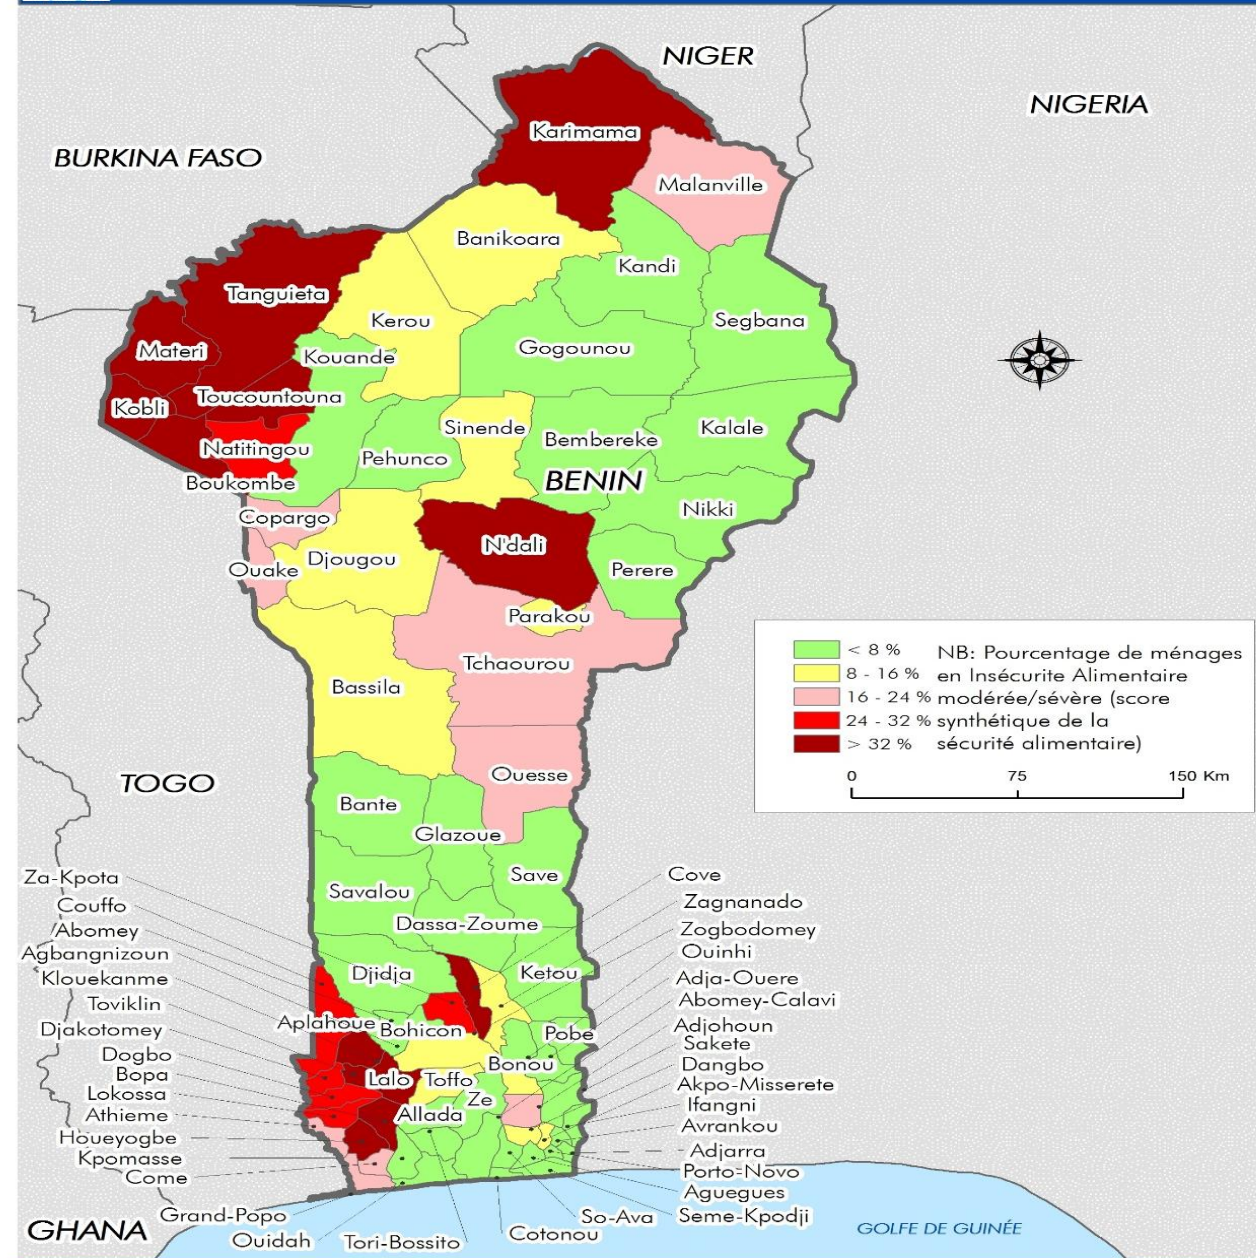 NIGER
NIGERIA
BURKINA FASO
Karimama
Malanville
Banikoara
Kandi
Tanguieta
Kerou
Segbana
Materi
Kouande
Gogounou
Toucountouna
Kobli
Sinende
Kalale
Natitingou
Pehunco
Bembereke
Boukombe
BENIN
Copargo
Nikki
N'dali
Djougou
Ouake
Perere
Parakou
Tchaourou
Bassila
< 8 %
8 - 16 %
16 - 24 %
24 - 32 %
> 32 %
NB: Pourcentage de ménages
en Insécurite Alimentaire
modérée/sévère (score
synthétique de la
sécurité alimentaire)
0 75 150 Km
Ouesse
TOGO
Bante
Glazoue
Save
Savalou
Dassa-Zoume
Djidja
Ketou
Aplahoue
Bohicon
Pobe
Bonou
Lalo
Toffo
Ze
Allada
Za-Kpota
Couffo
Abomey
Agbangnizoun
Klouekanme
Toviklin
Djakotomey
Dogbo
Bopa
Lokossa
Athieme
Houeyogbe
Kpomasse
Come
Grand-Popo
Ouidah
Tori-Bossito
Cotonou
So-Ava
Cove
Zagnanado
Zogbodomey
Ouinhi
Adja-Ouere
Abomey-Calavi
Adjohoun
Sakete
Dangbo
Akpo-Misserete
Ifangni
Avrankou
Adjarra
Porto-Novo
Aguegues
Seme-Kpodji
GHANA
GOLFE DE GUINÉE